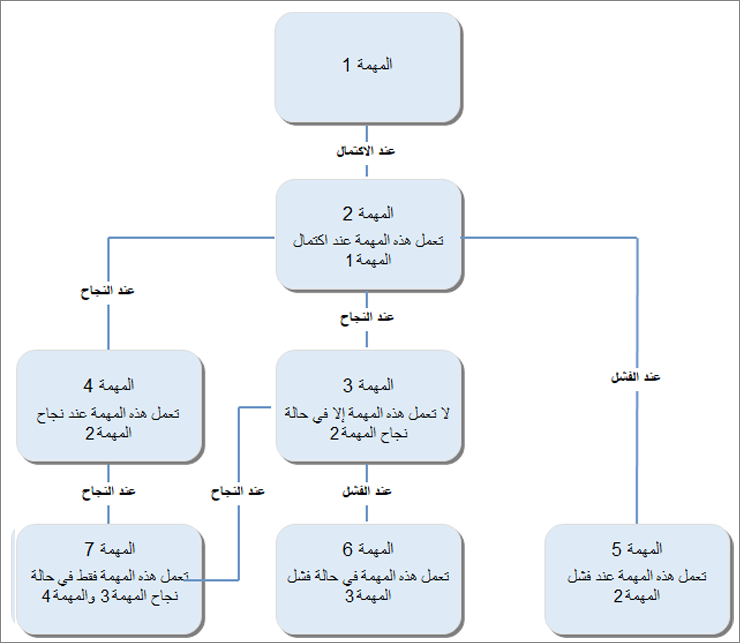 المهمة 1
عند الاكتمال
المهمة 2
تعمل هذه المهمة عند اكتمال
المهمة 1
عند النجاح
عند النجاح
عند الفشل
المهمة 4
تعمل هذه المهمة عند نجاح
المهمة 2
المهمة 3
لا تعمل هذه المهمة إلا في حالة
نجاح المهمة 2
عند النجاح
عند النجاح
عند الفشل
المهمة 7
تعمل هذه المهمة فقط في حالة
نجاح المهمة 3 والمهمة 4
المهمة 6
تعمل هذه المهمة في حالة فشل
المهمة 3
المهمة 5
تعمل هذه المهمة عند فشل
المهمة 2